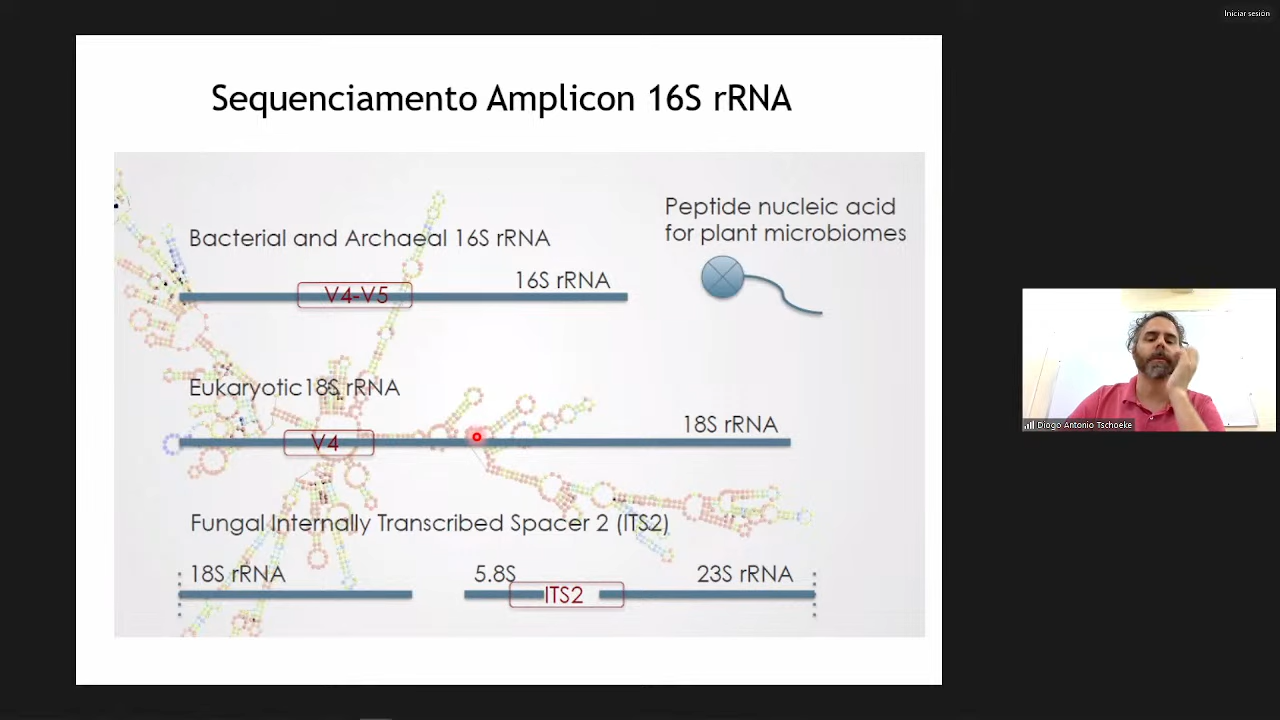 Iniciar sesión
Sequenciamento Amplicon 16S rRNA
Peptide nucleic acid
for plant microbiomes
Bacterial and Archaeal 16S rRNA
16S rRNA
V4-V5
Eukaryotic18S rRNA
18S rRNA
V4
Fungal Internally Transcribed Spacer 2 (ITS2)
18S rRNA
5.8S
23S rRNA
ITS2
Diogo Antonio Tschoeke